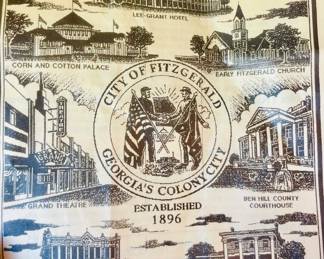 LEE-GRANT HOTEL
CORN AND COTTON PALACE
EARLY FITZGERALD CHURCH
CITY OF FITZGERALD
GEORGIA'S COLONY CITY
GRAND THEATRE
ESTABLISHED
1896
BEN HILL COUNTY
COURTHOUSE